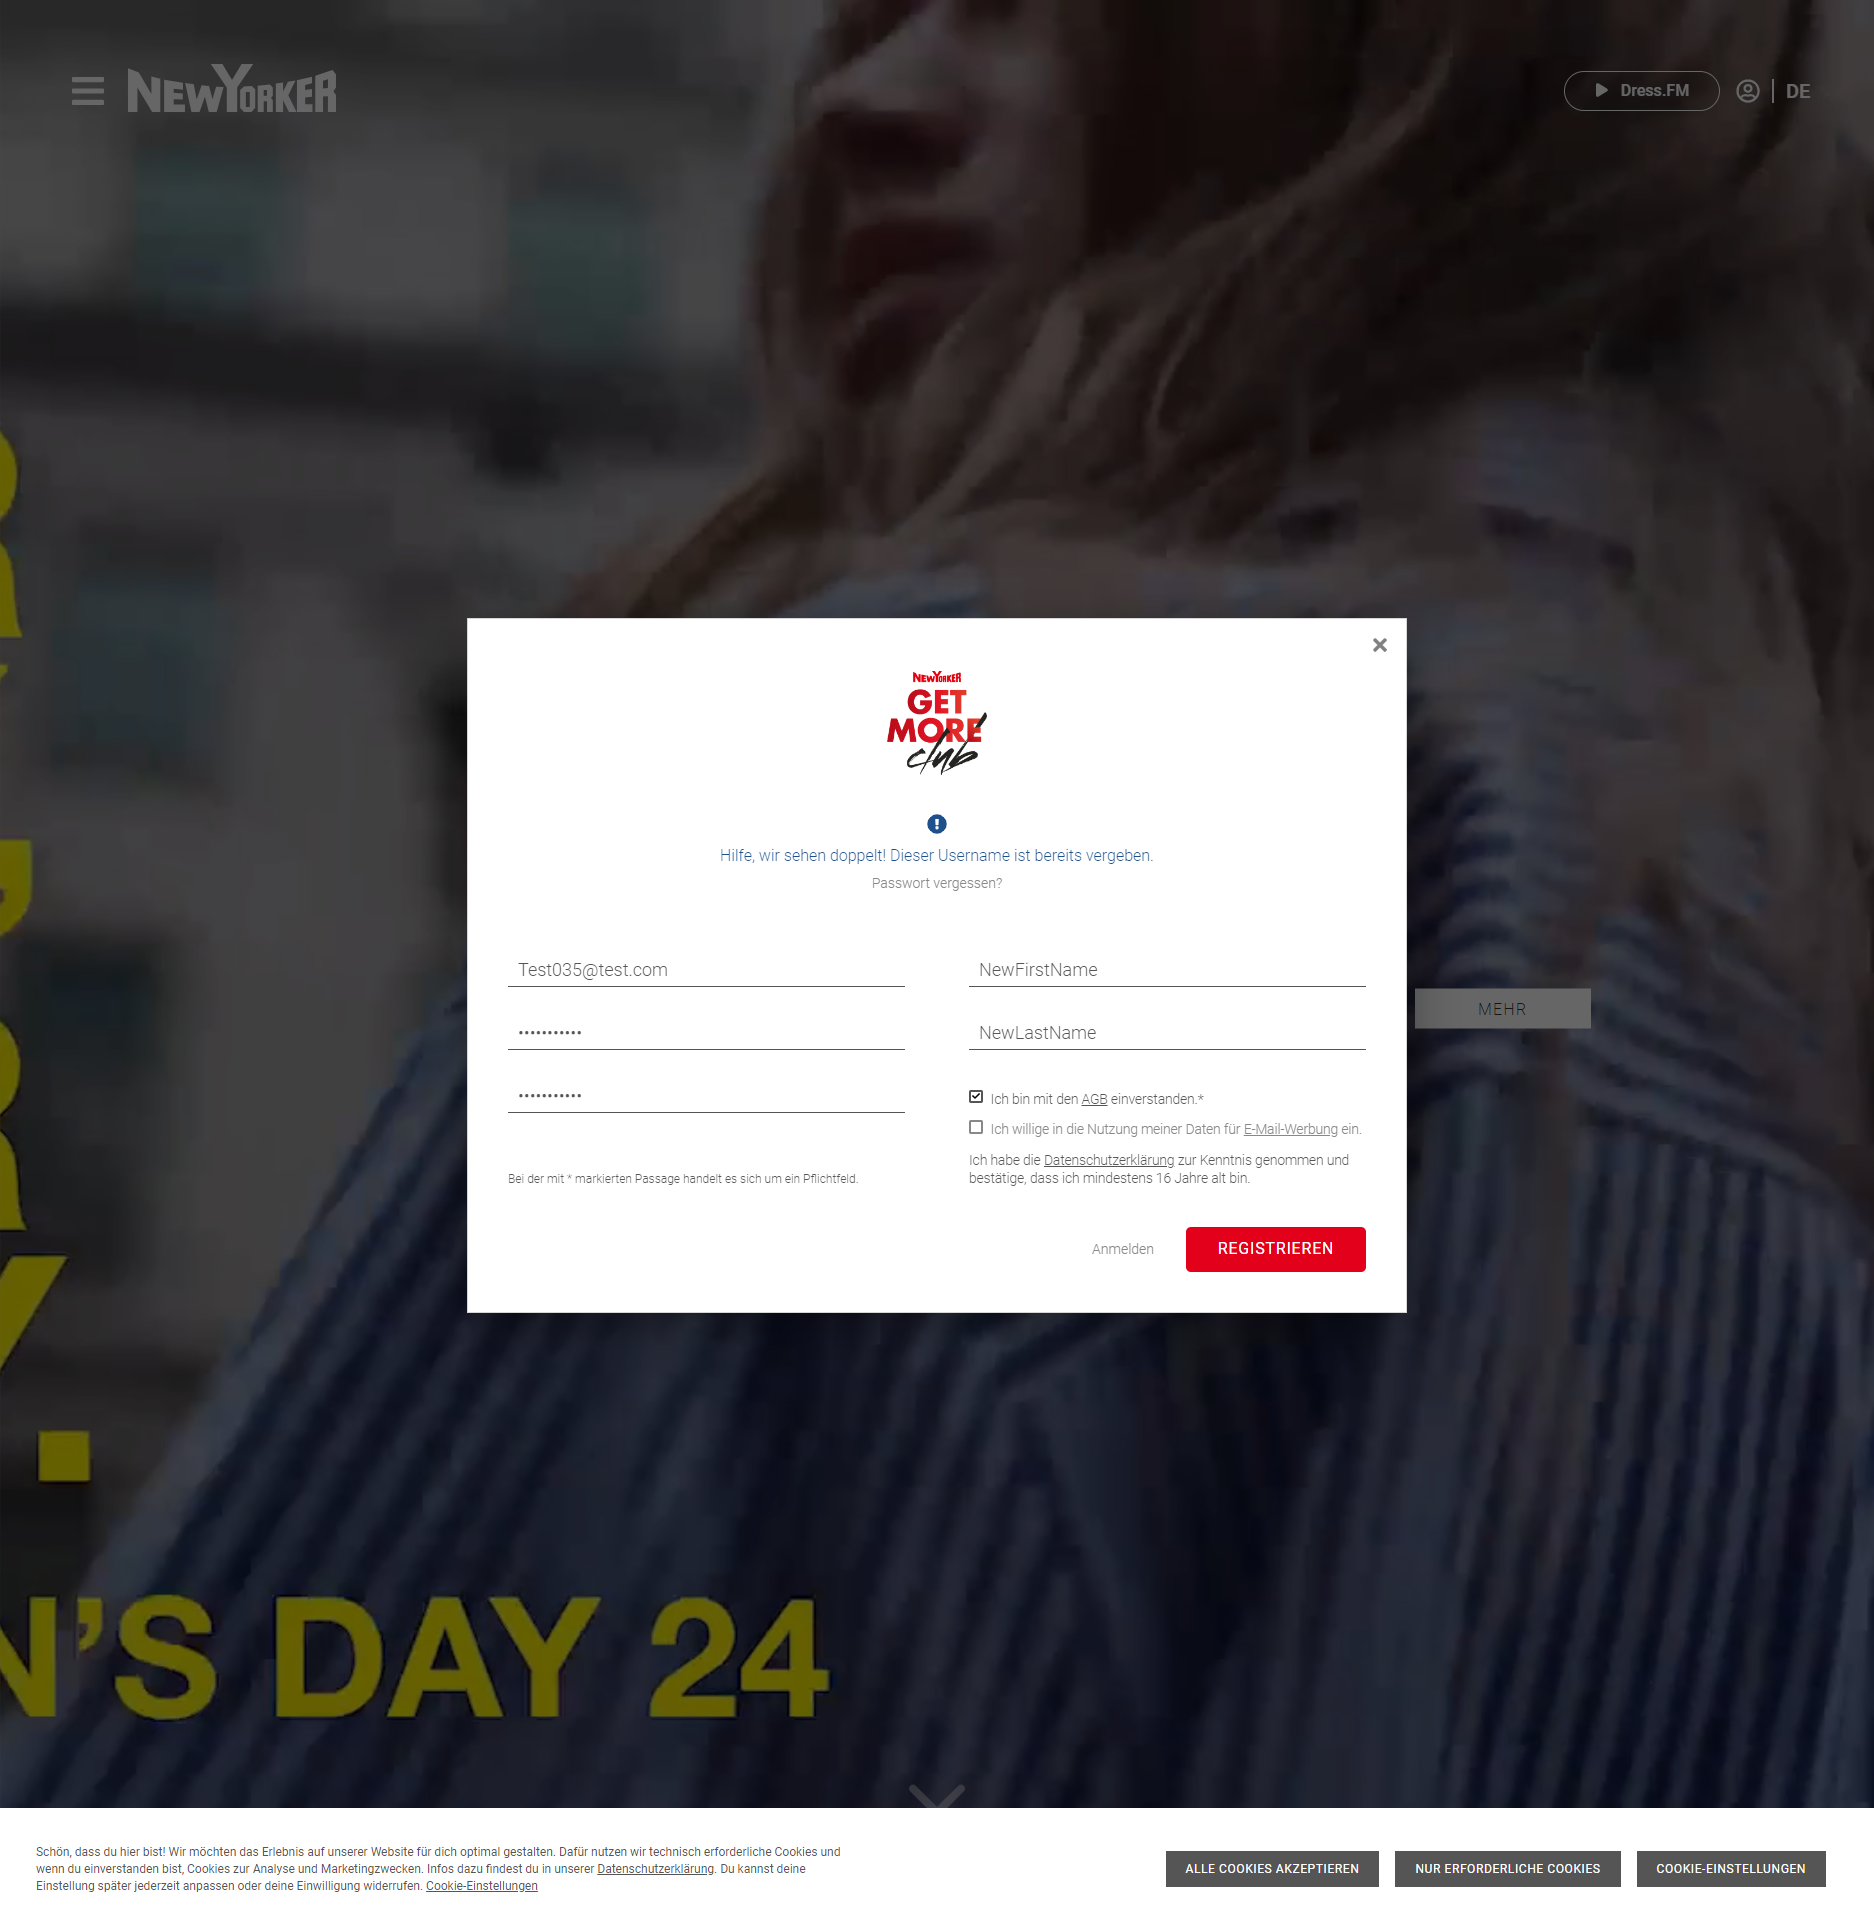 NEWYORKER
Dress.FM
DE
NEWYORKER
GET
MORE
club
Hilfe, wir sehen doppelt! Dieser Username ist bereits vergeben.
Passwort vergessen?
Test035@test.com
NewFirstName
•••••••••••
NewLastName
•••••••••••
Ich bin mit den AGB einverstanden.*
Ich willige in die Nutzung meiner Daten für E-Mail-Werbung ein.
Ich habe die Datenschutzerklärung zur Kenntnis genommen und
bestätige, dass ich mindestens 16 Jahre alt bin.
Bei der mit * markierten Passage handelt es sich um ein Pflichtfeld.
Anmelden
REGISTRIEREN
MEHR
N'S DAY 24
Schön, dass du hier bist! Wir möchten das Erlebnis auf unserer Website für dich optimal gestalten. Dafür nutzen wir technisch erforderliche Cookies und
wenn du einverstanden bist, Cookies zur Analyse und Marketingzwecken. Infos dazu findest du in unserer Datenschutzerklärung. Du kannst deine
Einstellung später jederzeit anpassen oder deine Einwilligung widerrufen. Cookie-Einstellungen
ALLE COOKIES AKZEPTIEREN
NUR ERFORDERLICHE COOKIES
COOKIE-EINSTELLUNGEN